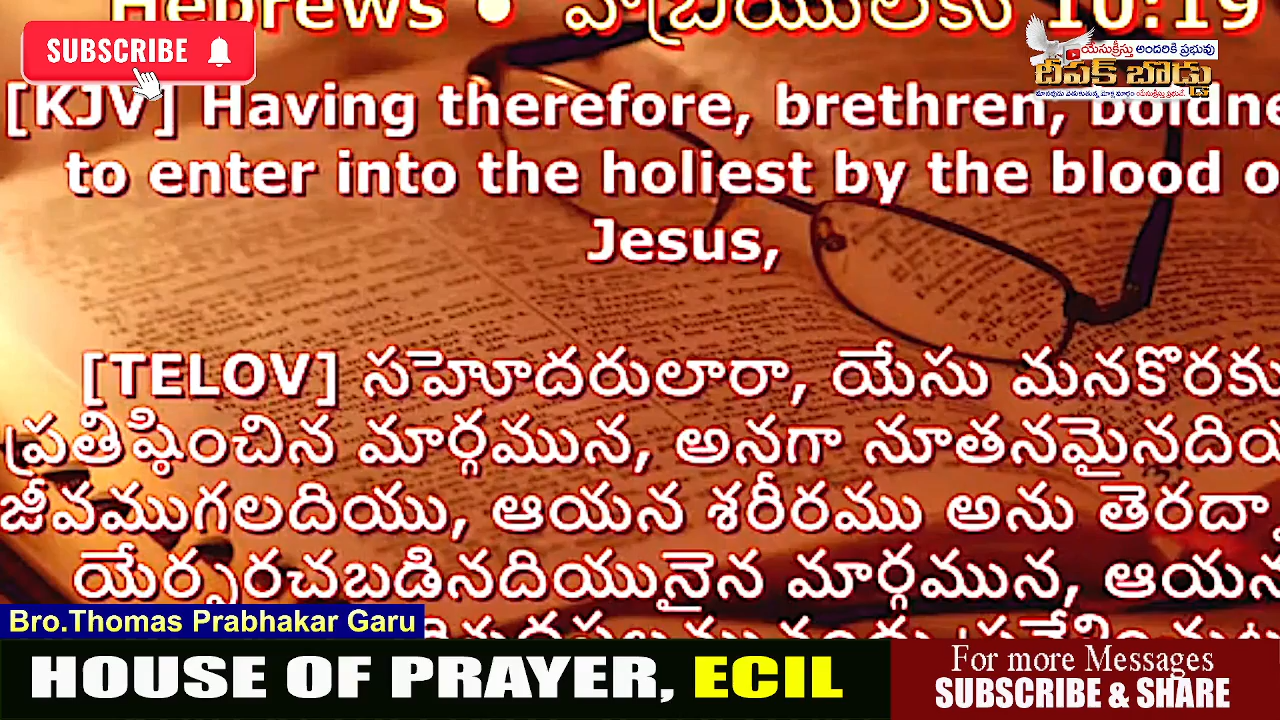 Hebrews • హెబ్రీయులకు 10:19
SUBSCRIBE
యేసుక్రీస్తు అందరికి ప్రభువు
దీపక్ బొడ్డు
[KJV] Having therefore, brethren, boldne
to enter into the holiest by the blood o
Jesus,
[TELOV] సహొదరులారా, యేసు మనకొరకు
ప్రతిష్ఠించిన మార్గమున, అనగా నూతనమైనదియ
జీవముగలదియు, ఆయన శరీరము అను తెరదా
యేర్పరచబడినదియునైన మార్గమున, ఆయన
Bro.Thomas Prabhakar Garu
HOUSE OF PRAYER, ECIL
For more Messages
SUBSCRIBE & SHARE